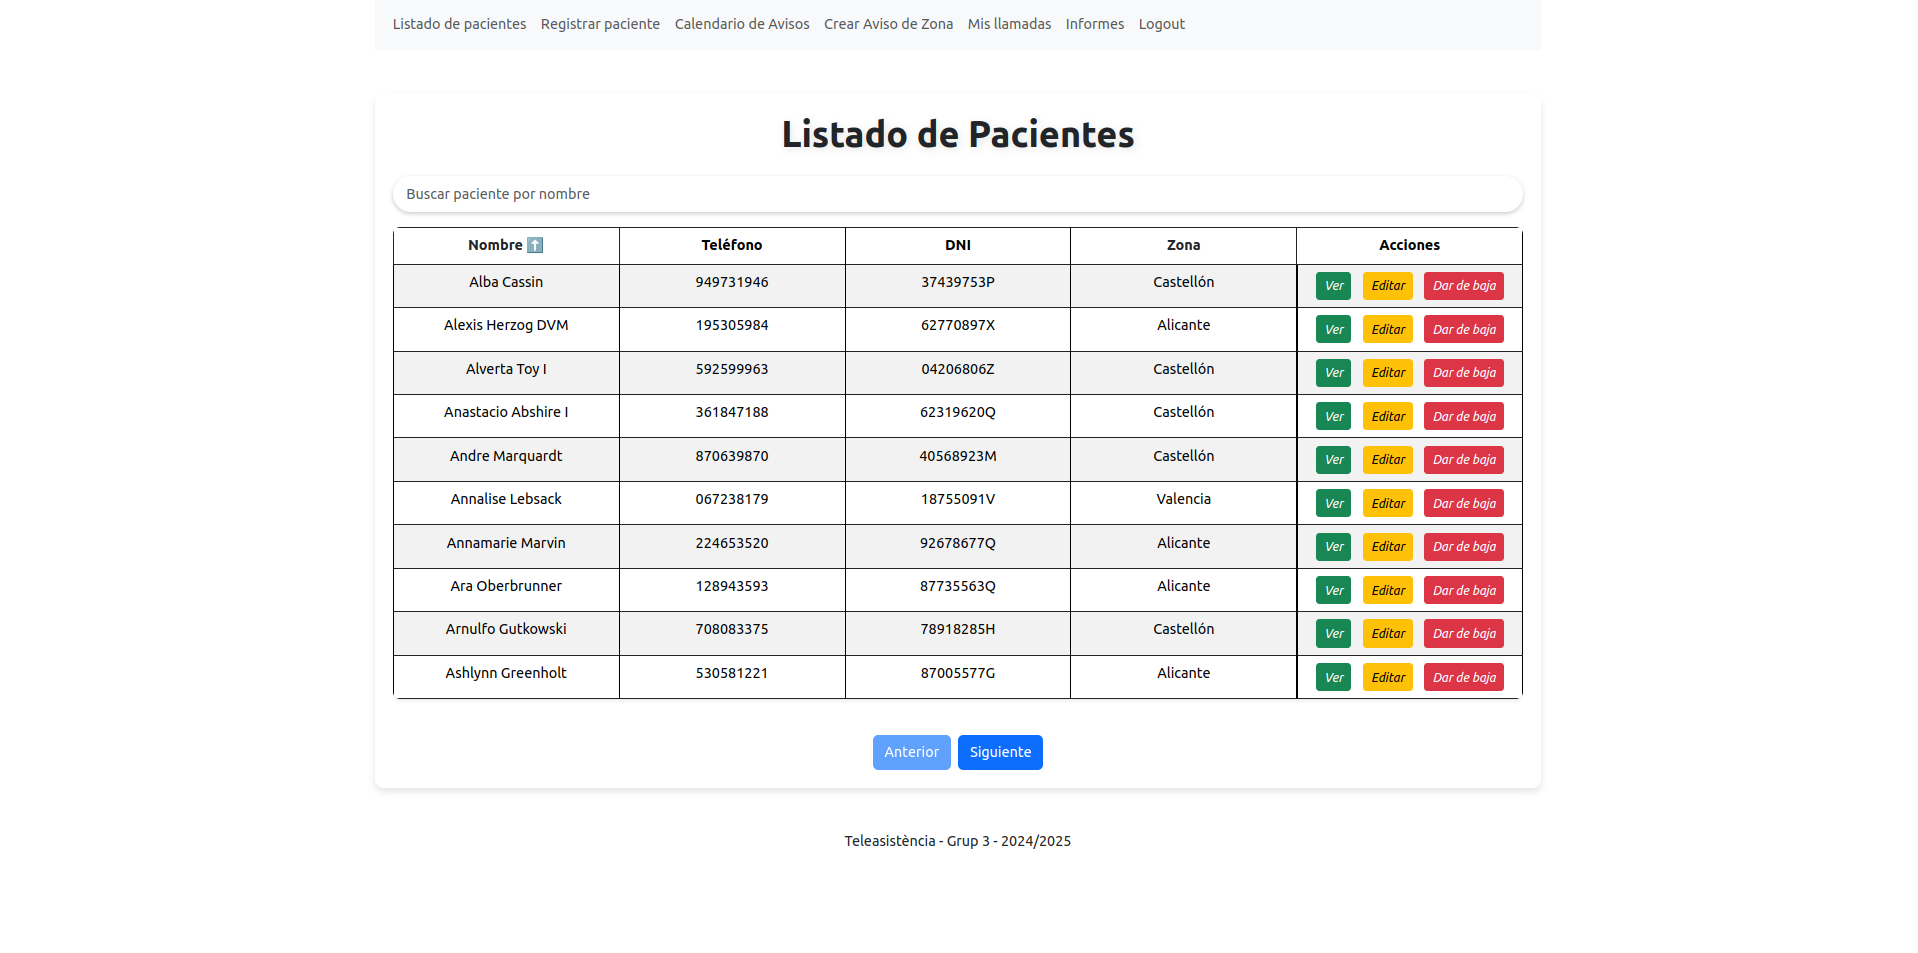 Listado de pacientes Registrar paciente Calendario de Avisos Crear Aviso de Zona Mis llamadas Informes Logout
Listado de Pacientes
Buscar paciente por nombre
Nombre ⬆️ Teléfono DNI Zona Acciones
Alba Cassin 949731946 37439753P Castellón Ver Editar Dar de baja
Alexis Herzog DVM 195305984 62770897X Alicante Ver Editar Dar de baja
Alverta Toy I 592599963 04206806Z Castellón Ver Editar Dar de baja
Anastacio Abshire I 361847188 62319620Q Castellón Ver Editar Dar de baja
Andre Marquardt 870639870 40568923M Castellón Ver Editar Dar de baja
Annalise Lebsack 067238179 18755091V Valencia Ver Editar Dar de baja
Annamarie Marvin 224653520 92678677Q Alicante Ver Editar Dar de baja
Ara Oberbrunner 128943593 87735563Q Alicante Ver Editar Dar de baja
Arnulfo Gutkowski 708083375 78918285H Castellón Ver Editar Dar de baja
Ashlynn Greenholt 530581221 87005577G Alicante Ver Editar Dar de baja
Anterior Siguiente
Teleasistència - Grup 3 - 2024/2025